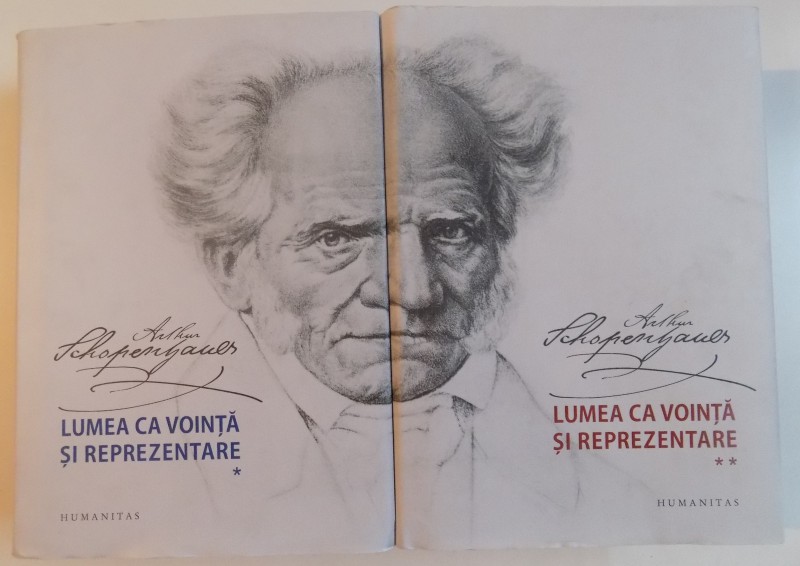 Arthur
Schopenhauer
LUMEA CA VOINȚĂ
ȘI REPREZENTARE
*
HUMANITAS
Arthur
Schopenhauer
LUMEA CA VOINȚĂ
ȘI REPREZENTARE
**
HUMANITAS